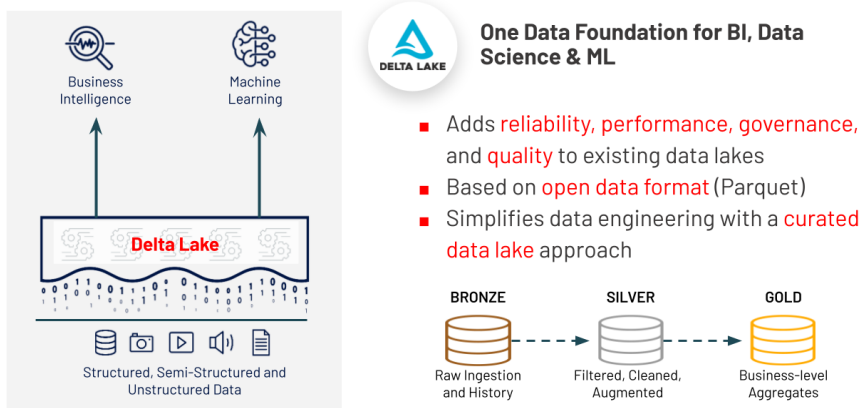 Business
Intelligence
Machine
Learning
Delta Lake
Structured, Semi-Structured and
Unstructured Data
DELTA LAKE
One Data Foundation for BI, Data
Science & ML
Adds reliability, performance, governance,
and quality to existing data lakes
Based on open data format (Parquet)
Simplifies data engineering with a curated
data lake approach
BRONZE
SILVER
GOLD
Raw Ingestion
and History
Filtered, Cleaned,
Augmented
Business-level
Aggregates